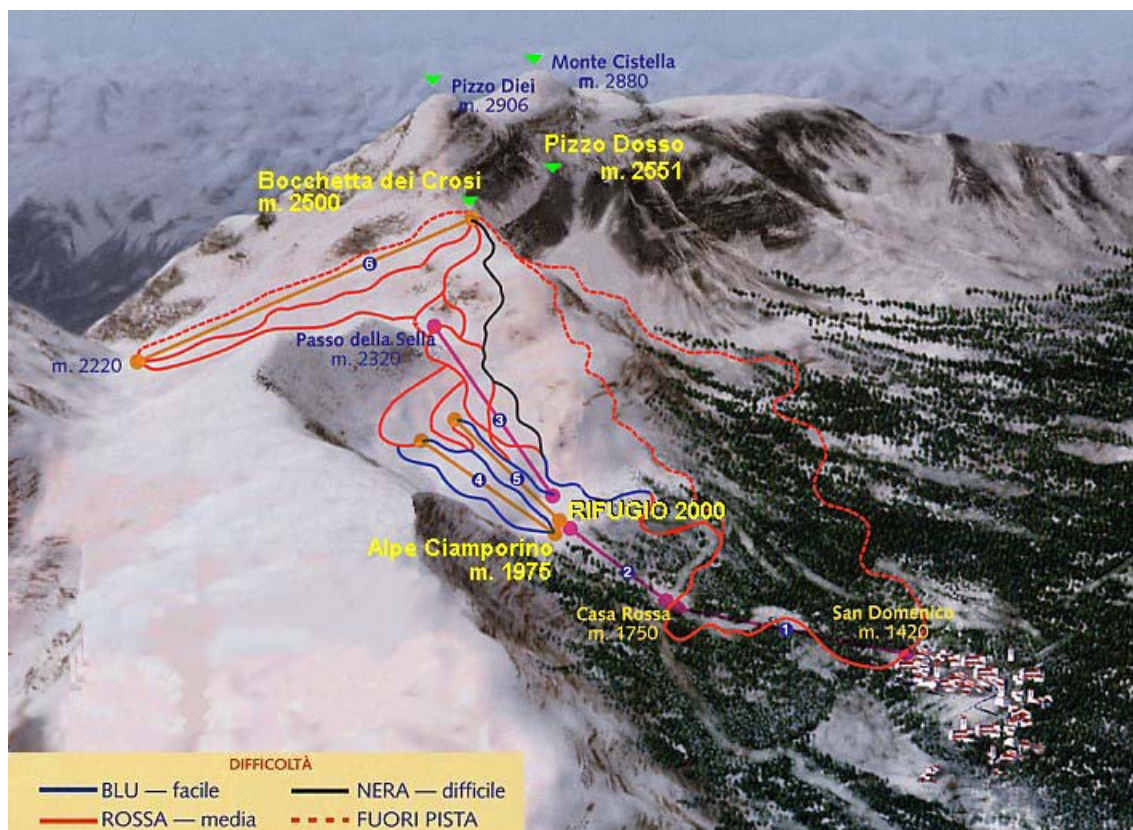 Monte Cistella
m. 2880
Pizzo Diei
m. 2906
Pizzo Dosso
m. 2551
Bocchetta dei Crosi
m. 2500
6
Passo della Sella
m. 2320
m. 2220
3
4
5
RIFUGIO 2000
Alpe Ciamporino
m. 1975
2
Casa Rossa
m. 1750
San Domenico
m. 1420
1
DIFFICOLTÀ
BLU — facile
NERA — difficile
ROSSA — media
FUORI PISTA